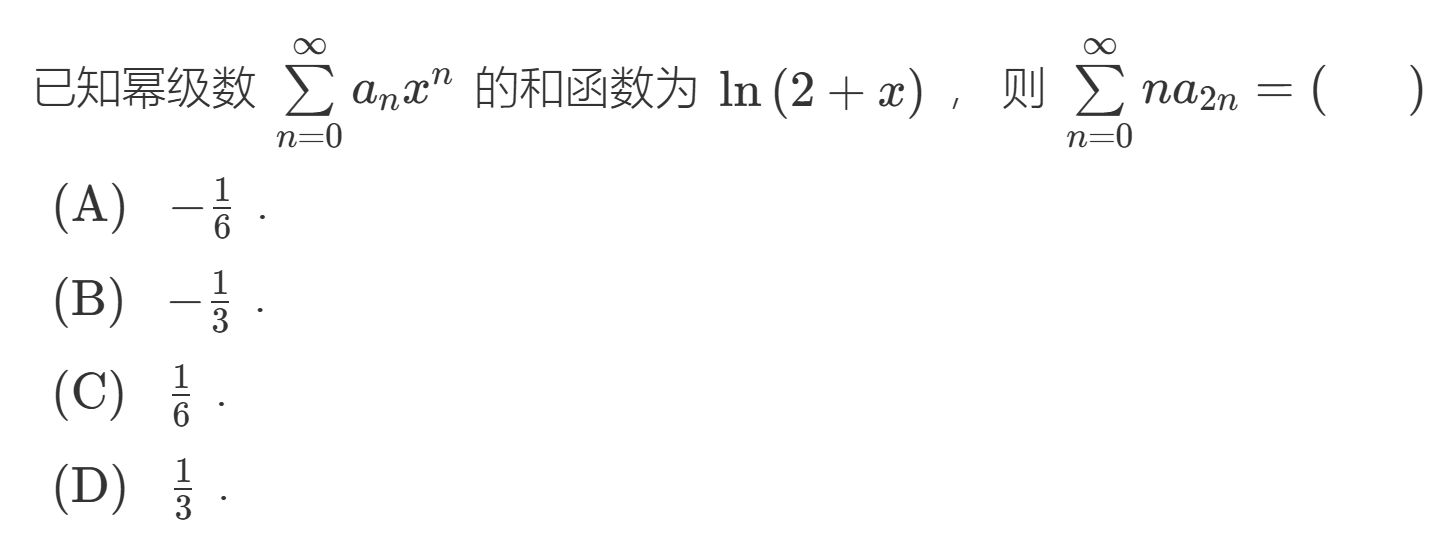 已知幂级数 $\sum_{n=0}^{\infty} a_n x^n$ 的和函数为 $\ln(2+x)$ ， 则 $\sum_{n=0}^{\infty} n a_{2n} = ($ $)$
(A) $-\frac{1}{6}$ .
(B) $-\frac{1}{3}$ .
(C) $\frac{1}{6}$ .
(D) $\frac{1}{3}$ .